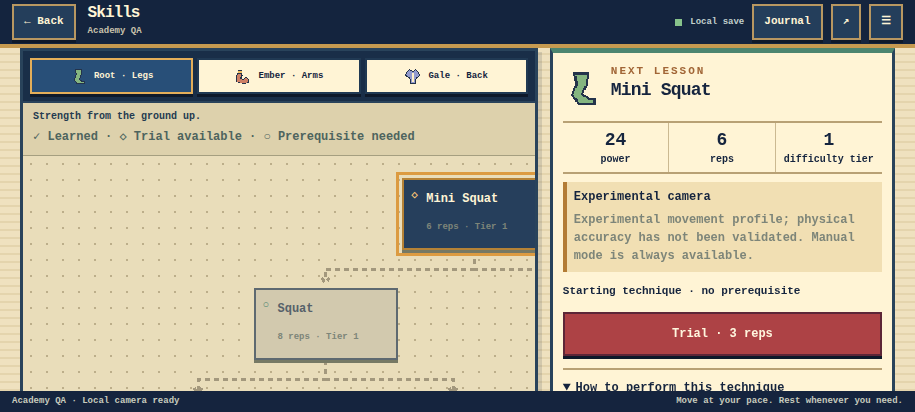 ← Back
Skills
Academy QA
Local save
Journal
↗
☰
Root · Legs
Ember · Arms
Gale · Back
Strength from the ground up.
✓ Learned · ◇ Trial available · ○ Prerequisite needed
◇ Mini Squat
6 reps · Tier 1
○ Squat
8 reps · Tier 1
NEXT LESSON
Mini Squat
24 6 1
power reps difficulty tier
Experimental camera
Experimental movement profile; physical
accuracy has not been validated. Manual
mode is always available.
Starting technique · no prerequisite
Trial · 3 reps
▼ How to perform this technique
Academy QA · Local camera ready
Move at your pace. Rest whenever you need.